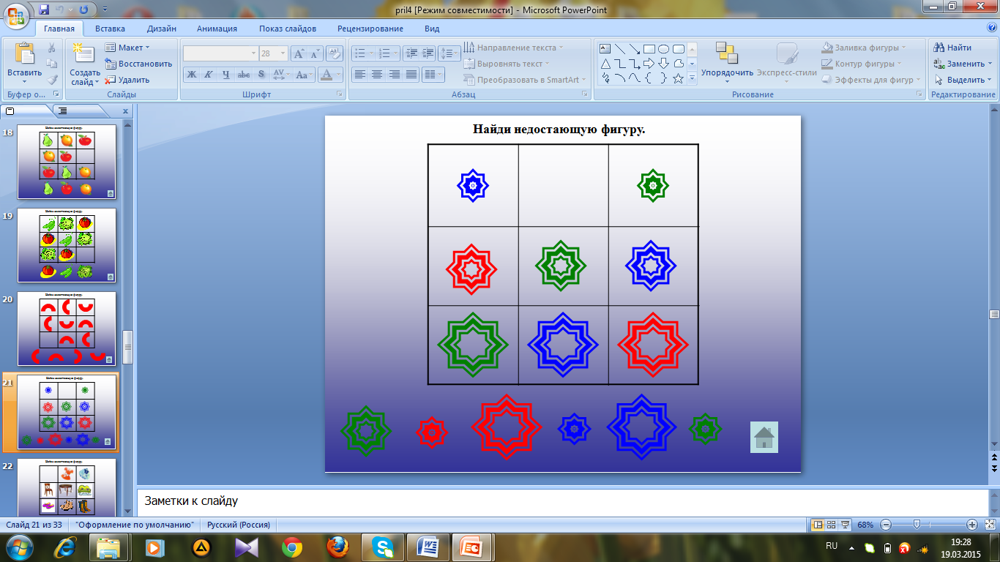 pril4 [Режим совместимости] - Microsoft PowerPoint
Главная Вставка Дизайн Анимация Показ слайдов Рецензирование Вид
Вставить
Буфер о...
Создать слайд
Макет
Восстановить
Удалить
Слайды
28
Ж К Ч abc S AV Aa А
Шрифт
Абзац
Направление текста
Выровнять текст
Преобразовать в SmartArt
Упорядочить
Экспресс-стили
Заливка фигуры
Контур фигуры
Эффекты для фигур
Рисование
Найти
Заменить
Выделить
Редактирование
18
19
20
21
22
Найди недостающую фигуру.
Заметки к слайду
Слайд 21 из 33 "Оформление по умолчанию" Русский (Россия) 68%
RU 19:28
19.03.2015